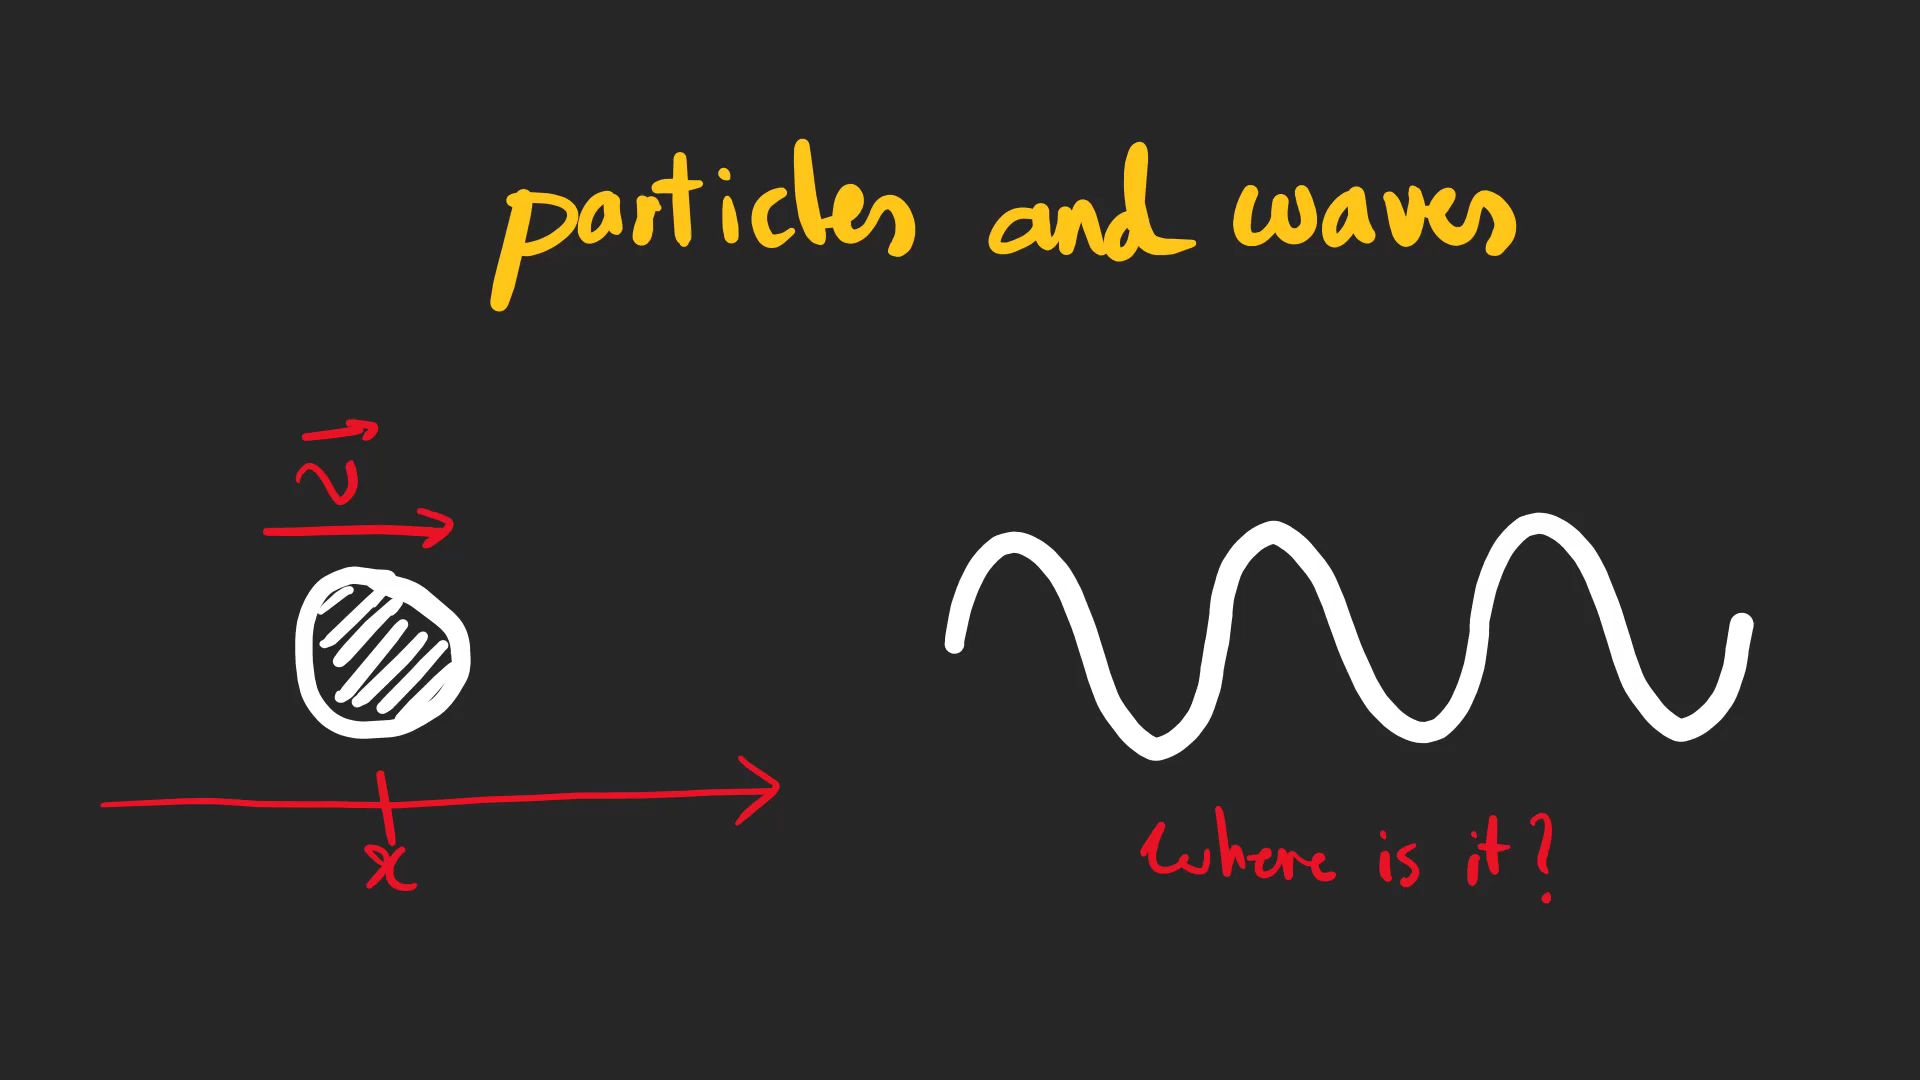 particles and waves
v
x
where is it?